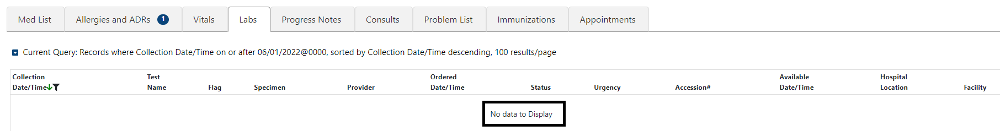 Med List Allergies and ADRs 1 Vitals Labs Progress Notes Consults Problem List Immunizations Appointments
Current Query: Records where Collection Date/Time on or after 06/01/2022@0000, sorted by Collection Date/Time descending, 100 results/page
Collection Test Ordered Available Hospital
Date/Time Name Flag Specimen Provider Date/Time Status Urgency Accession# Date/Time Location Facility
No data to Display